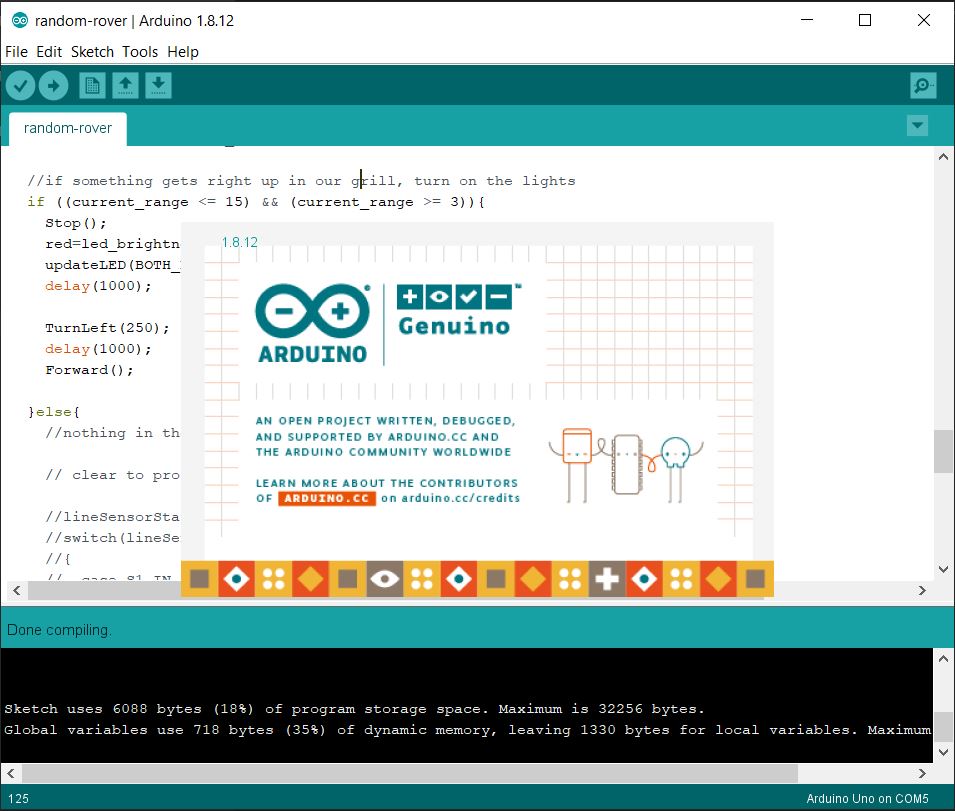 random-rover | Arduino 1.8.12
File Edit Sketch Tools Help
random-rover
//if something gets right up in our grill, turn on the lights
if ((current_range <= 15) && (current_range >= 3)){
Stop();
red=led_brightn
updateLED(BOTH_
delay(1000);
TurnLeft(250);
delay(1000);
Forward();
}else{
//nothing in th
// clear to pro
//lineSensorSta
//switch(lineSe
//{
// case S1_IN
1.8.12
ARDUINO
Genuino™
AN OPEN PROJECT WRITTEN, DEBUGGED,
AND SUPPORTED BY ARDUINO.CC AND
THE ARDUINO COMMUNITY WORLDWIDE
LEARN MORE ABOUT THE CONTRIBUTORS
OF ARDUINO.CC on arduino.cc/credits
Done compiling.
Sketch uses 6088 bytes (18%) of program storage space. Maximum is 32256 bytes.
Global variables use 718 bytes (35%) of dynamic memory, leaving 1330 bytes for local variables. Maximum
125
Arduino Uno on COM5